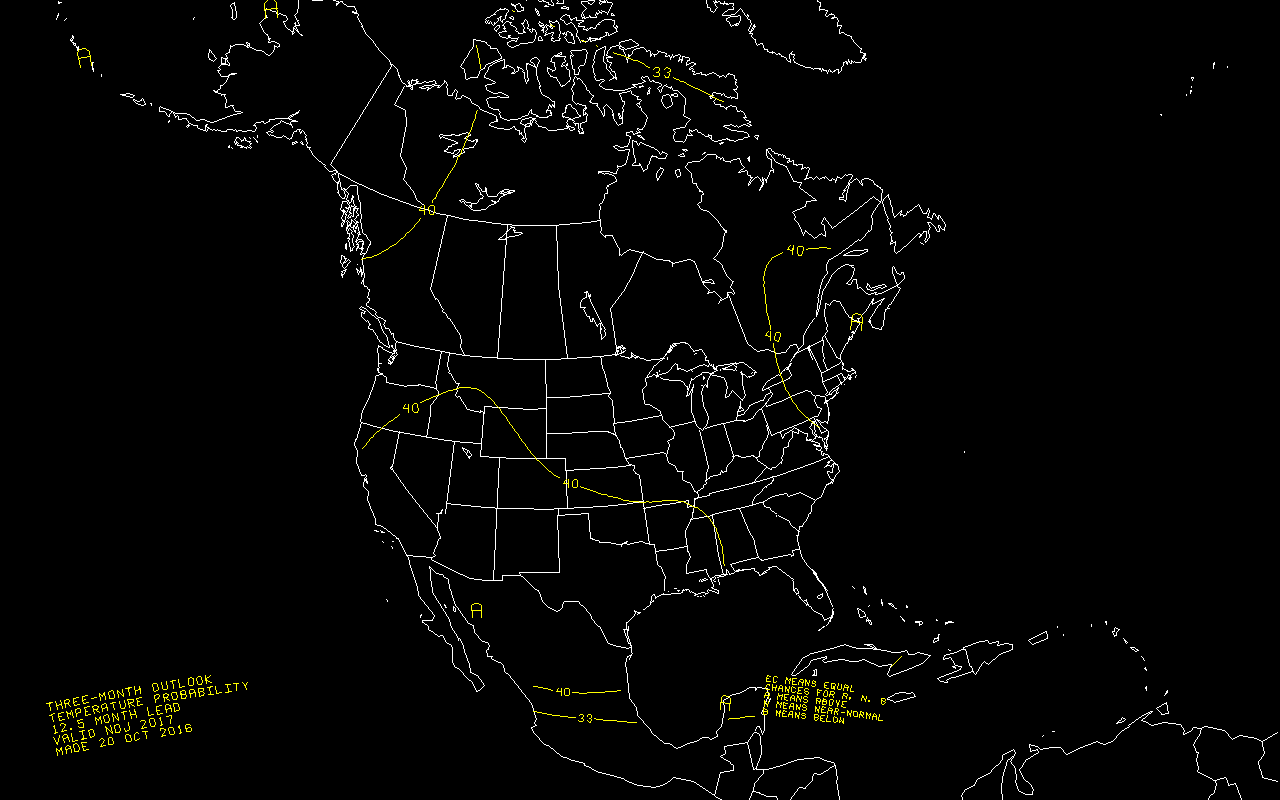 A
A
33
40
40
A
40
40
40
A
40
33
A
EC MEANS EQUAL
CHANCES FOR A, N, B
A MEANS ABOVE
N MEANS NEAR-NORMAL
B MEANS BELOW
THREE-MONTH OUTLOOK
TEMPERATURE PROBABILITY
12.5 MONTH LEAD
VALID NDJ 2017
MADE 20 OCT 2016